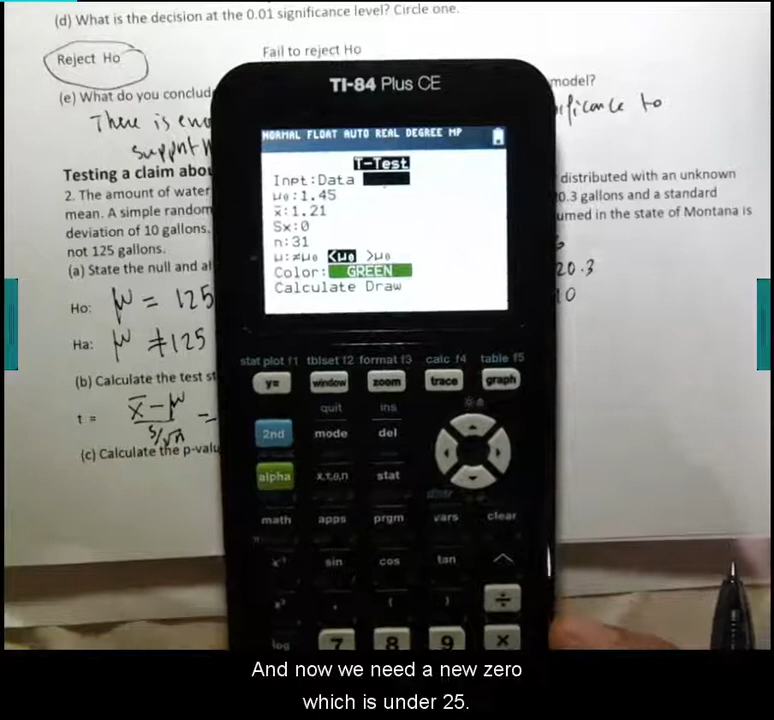 (d) What is the decision at the 0.01 significance level? Circle one.
Reject Ho Fail to reject Ho
(e) What do you conclud model?
There is eno ificance to
support
Testing a claim abou
2. The amount of water distributed with an unknown
mean. A simple random 0.3 gallons and a standard
deviation of 10 gallons. umed in the state of Montana is
not 125 gallons.
(a) State the null and al
20.3
Ho: μ = 125
10
Ha: μ ≠ 125
(b) Calculate the test st
t = x̄ - μ =
s/√n
(c) Calculate the p-valu
TI-84 Plus CE
NORMAL FLOAT AUTO REAL DEGREE MP
T-Test
Inpt:Data
μ0:1.45
x̄:1.21
Sx:0
n:31
μ:≠μ0 <μ0 >μ0
Color: GREEN
Calculate Draw
stat plot f1 tblset f2 format f3 calc f4 table f5
y= window zoom trace graph
quit ins
2nd mode del
alpha X,T,θ,n stat
math apps prgm vars clear
x⁻¹ sin cos tan ^
x² , ( ) ÷
log 7 8 9 ×
And now we need a new zero
which is under 25.